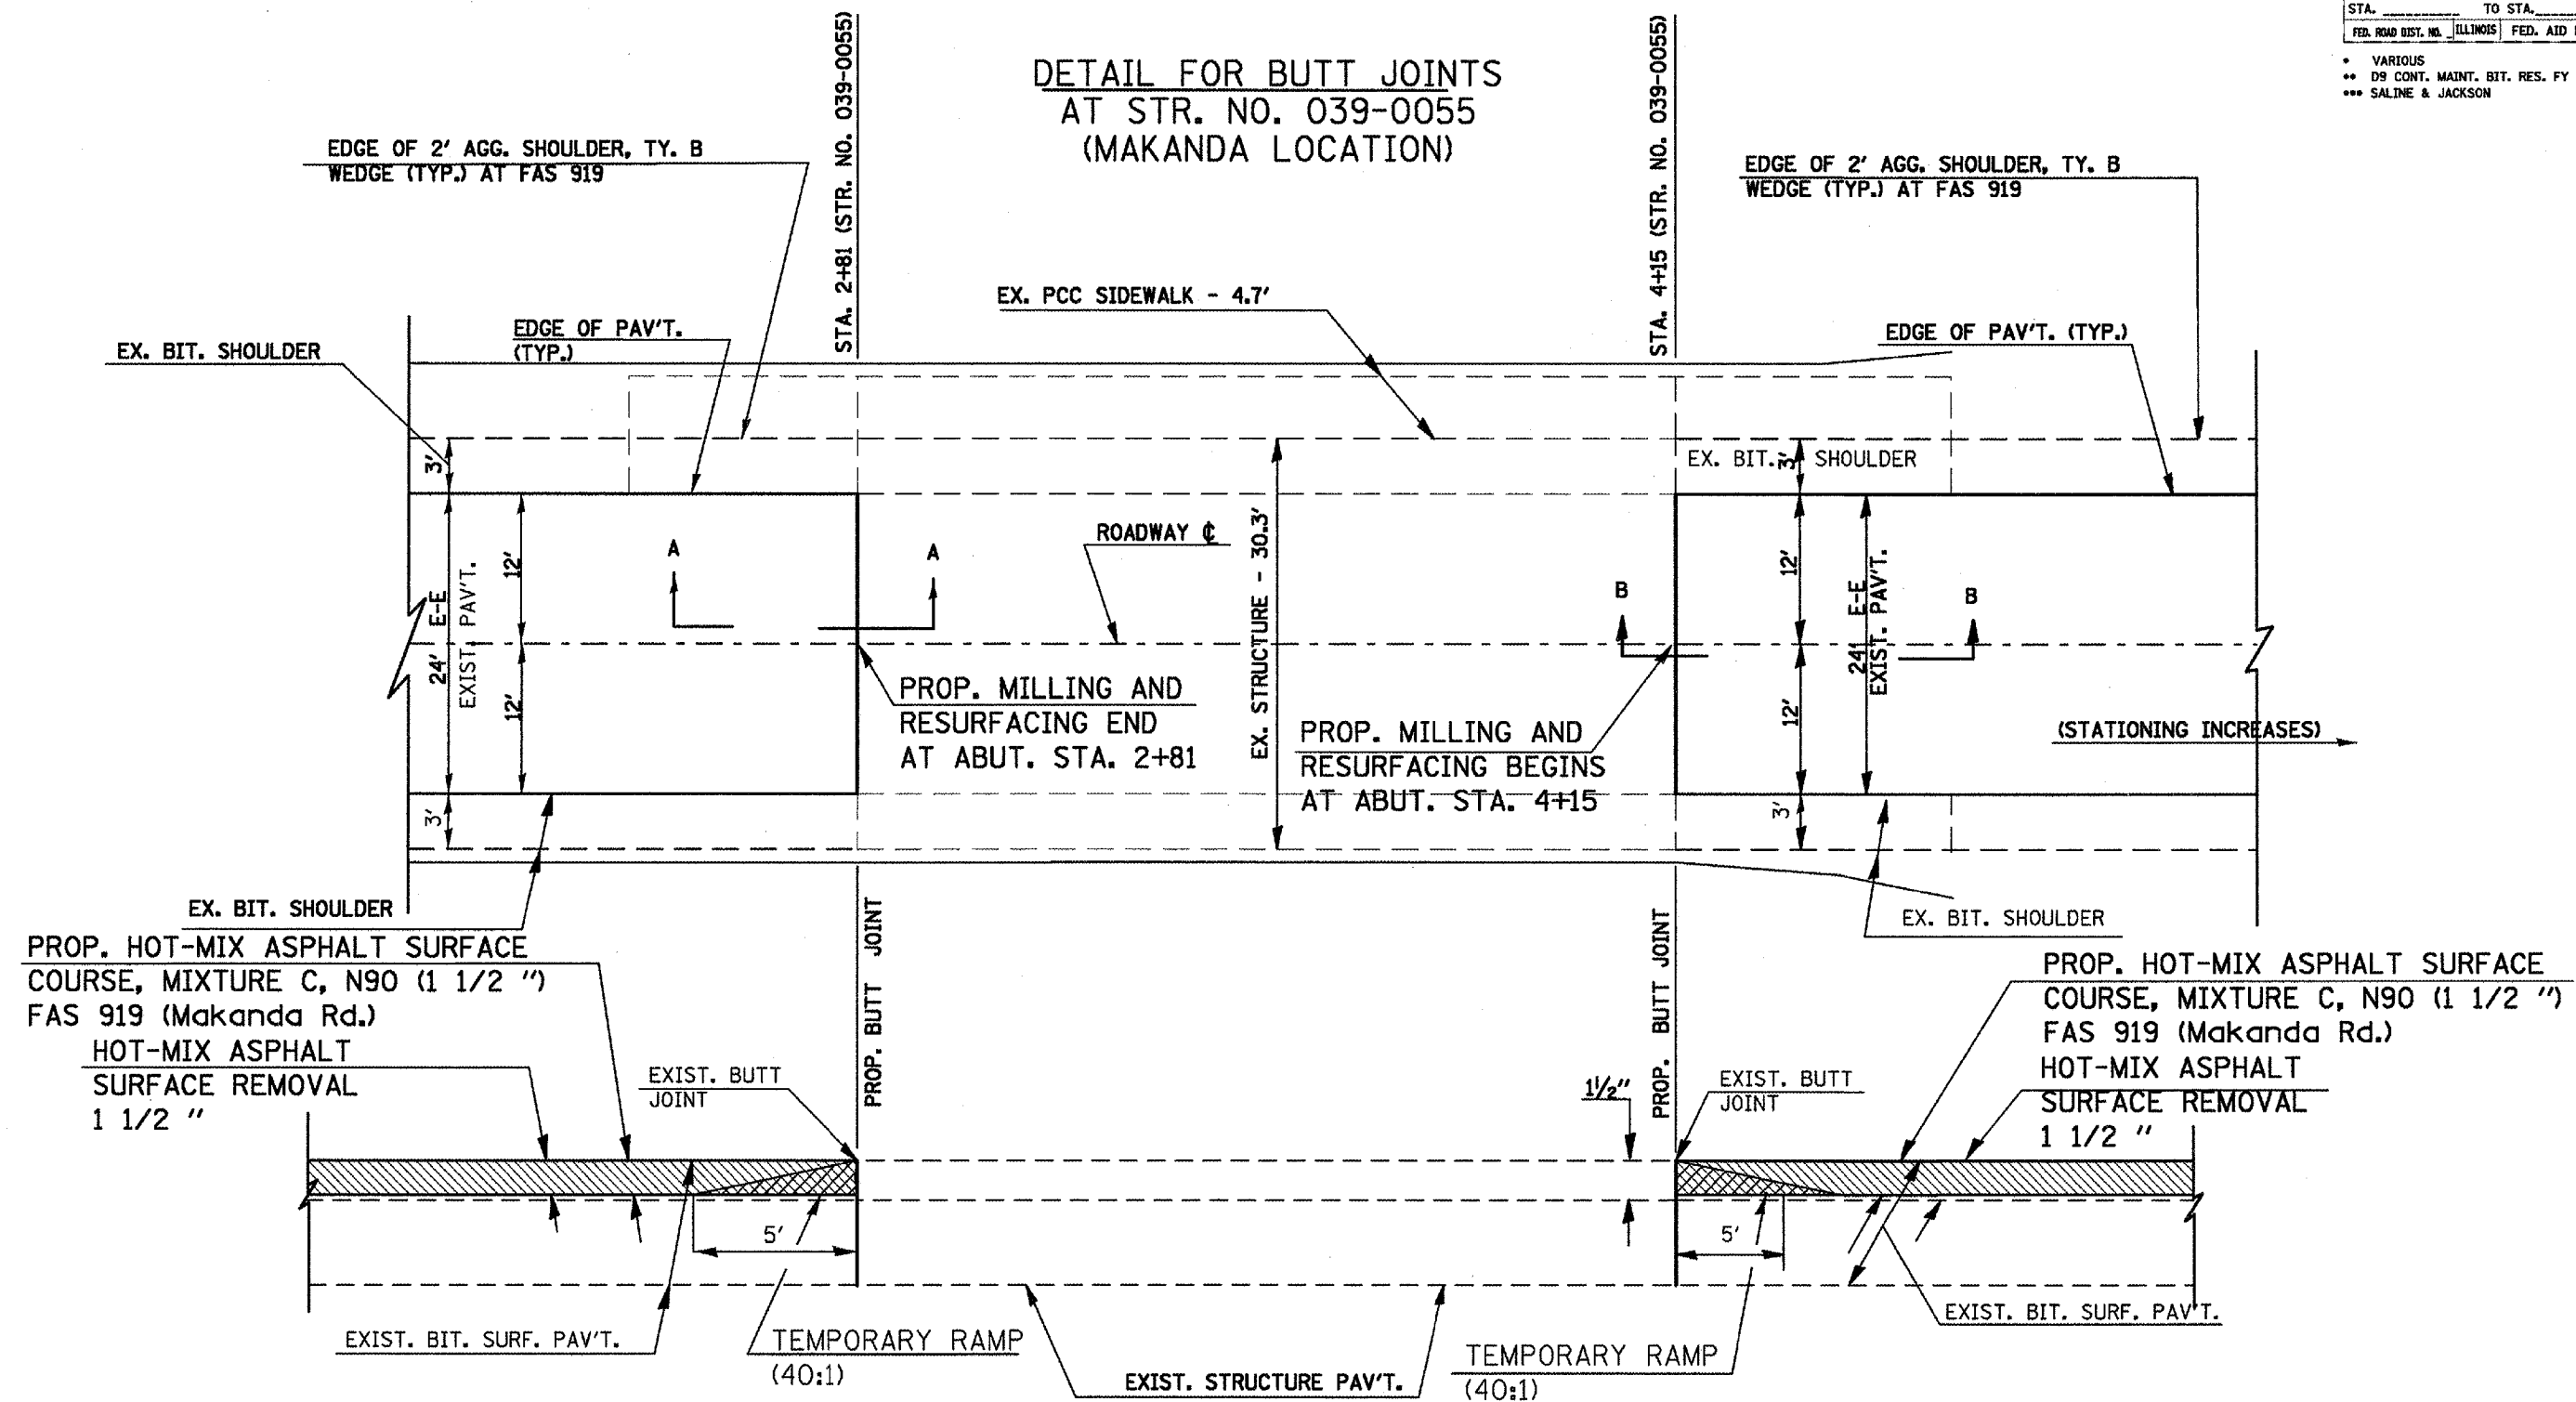 STA. __________ TO STA.
FED. ROAD DIST. NO. _ ILLINOIS FED. AID
* VARIOUS
** D9 CONT. MAINT. BIT. RES. FY
*** SALINE & JACKSON
DETAIL FOR BUTT JOINTS
AT STR. NO. 039-0055
(MAKANDA LOCATION)
STA. 2+81 (STR. NO. 039-0055)
STA. 4+15 (STR. NO. 039-0055)
EDGE OF 2' AGG. SHOULDER, TY. B
WEDGE (TYP.) AT FAS 919
EDGE OF 2' AGG. SHOULDER, TY. B
WEDGE (TYP.) AT FAS 919
EX. PCC SIDEWALK - 4.7'
EX. BIT. SHOULDER
EDGE OF PAV'T.
(TYP.)
EDGE OF PAV'T. (TYP.)
3'
EX. BIT. SHOULDER
3'
24' E-E
EXIST. PAV'T.
12'
12'
A
A
ROADWAY ℄
EX. STRUCTURE - 30.3'
B
B
12'
12'
24' E-E
EXIST. PAV'T.
PROP. MILLING AND
RESURFACING END
AT ABUT. STA. 2+81
PROP. MILLING AND
RESURFACING BEGINS
AT ABUT. STA. 4+15
(STATIONING INCREASES)
3'
3'
EX. BIT. SHOULDER
EX. BIT. SHOULDER
PROP. HOT-MIX ASPHALT SURFACE
COURSE, MIXTURE C, N90 (1 1/2 ")
FAS 919 (Makanda Rd.)
HOT-MIX ASPHALT
SURFACE REMOVAL
1 1/2 "
PROP. BUTT JOINT
PROP. BUTT JOINT
PROP. HOT-MIX ASPHALT SURFACE
COURSE, MIXTURE C, N90 (1 1/2 ")
FAS 919 (Makanda Rd.)
HOT-MIX ASPHALT
SURFACE REMOVAL
1 1/2 "
EXIST. BUTT
JOINT
1 1/2"
EXIST. BUTT
JOINT
5'
5'
EXIST. BIT. SURF. PAV'T.
TEMPORARY RAMP
(40:1)
EXIST. STRUCTURE PAV'T.
TEMPORARY RAMP
(40:1)
EXIST. BIT. SURF. PAV'T.